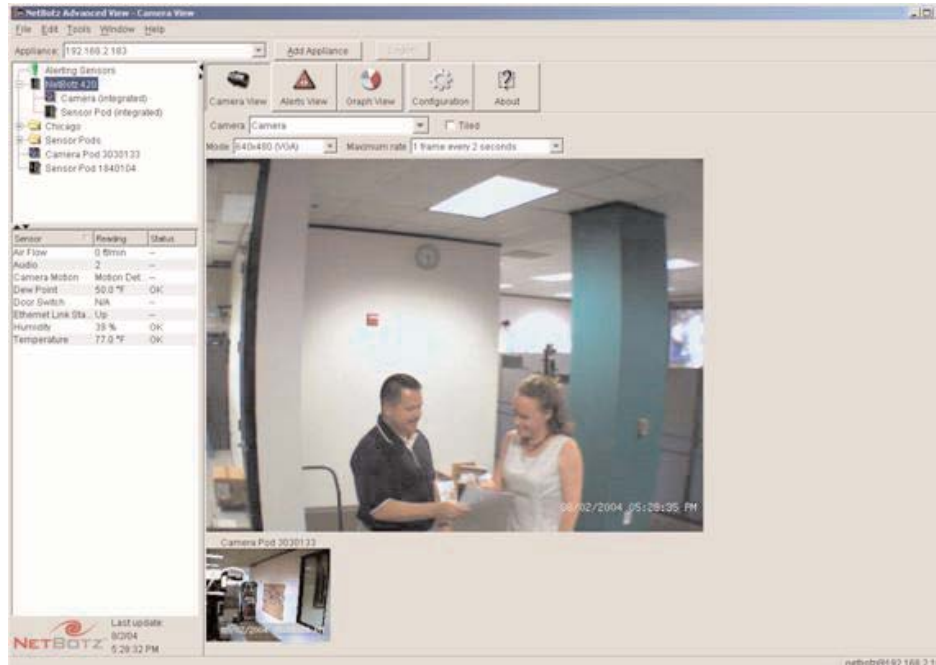 NetBotz Advanced View - Camera View
File Edit Tools Window Help
Appliance: 192.168.2.183
Add Appliance
Alerting Sensors
NetBotz 420
Camera (integrated)
Sensor Pod (integrated)
Chicago
Sensor Pods
Camera Pod 3030133
Sensor Pod 1840104
Camera View
Alerts View
Graph View
Configuration
About
Camera Camera
Tiled
Mode 640x480 (VGA)
Maximum rate 1 frame every 2 seconds
Sensor Reading Status
Air Flow 0 ft/min --
Audio 2 --
Camera Motion Motion Det. --
Dew Point 50.0 °F OK
Door Switch N/A --
Ethernet Link Sta... Up --
Humidity 39 % OK
Temperature 77.0 °F OK
08/02/2004 05:28:35 PM
Camera Pod 3030133
NETBOTZ
Last update:
8/2/04
5:28:32 PM
netbotz@192.168.2.1